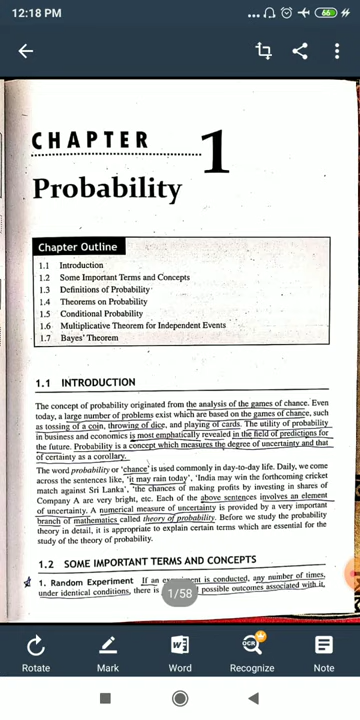 12:18 PM
66
CHAPTER 1
Probability
Chapter Outline
1.1 Introduction
1.2 Some Important Terms and Concepts
1.3 Definitions of Probability
1.4 Theorems on Probability
1.5 Conditional Probability
1.6 Multiplicative Theorem for Independent Events
1.7 Bayes' Theorem
1.1 INTRODUCTION
The concept of probability originated from the analysis of the games of chance. Even
today, a large number of problems exist which are based on the games of chance, such
as tossing of a coin, throwing of dice, and playing of cards. The utility of probability
in business and economics is most emphatically revealed in the field of predictions for
the future. Probability is a concept which measures the degree of uncertainty and that
of certainty as a corollary.
The word probability or 'chance' is used commonly in day-to-day life. Daily, we come
across the sentences like, 'it may rain today', 'India may win the forthcoming cricket
match against Sri Lanka', 'the chances of making profits by investing in shares of
Company A are very bright, etc. Each of the above sentences involves an element
of uncertainty. A numerical measure of uncertainty is provided by a very important
branch of mathematics called theory of probability. Before we study the probability
theory in detail, it is appropriate to explain certain terms which are essential for the
study of the theory of probability.
1.2 SOME IMPORTANT TERMS AND CONCEPTS
1. Random Experiment If an experiment is conducted, any number of times,
under identical conditions, there is possible outcomes associated with it,
1/58
Rotate
Mark
Word
Recognize
Note
W
OCR